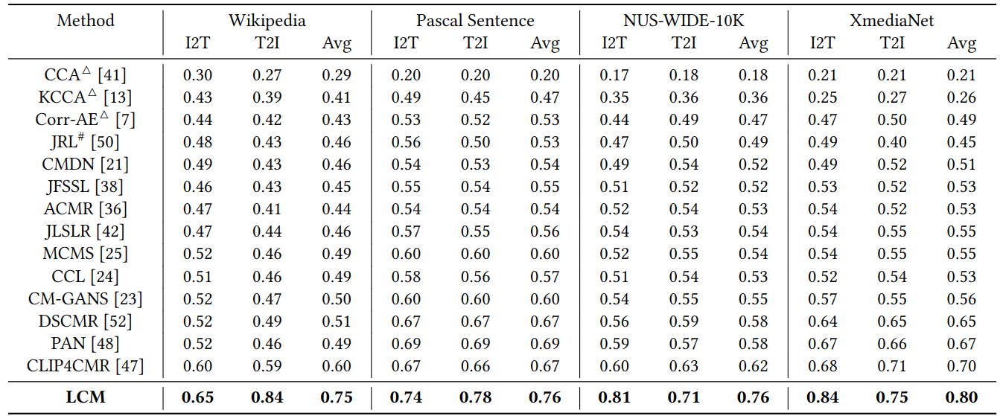 Method Wikipedia Pascal Sentence NUS-WIDE-10K XmediaNet
I2T T2I Avg I2T T2I Avg I2T T2I Avg I2T T2I Avg
CCA△ [41] 0.30 0.27 0.29 0.20 0.20 0.20 0.17 0.18 0.18 0.21 0.21 0.21
KCCA△ [13] 0.43 0.39 0.41 0.49 0.45 0.47 0.35 0.36 0.36 0.25 0.27 0.26
Corr-AE△ [7] 0.44 0.42 0.43 0.53 0.52 0.53 0.44 0.49 0.47 0.47 0.50 0.49
JRL# [50] 0.48 0.43 0.46 0.56 0.50 0.53 0.47 0.50 0.49 0.49 0.40 0.45
CMDN [21] 0.49 0.43 0.46 0.54 0.53 0.54 0.49 0.54 0.52 0.49 0.52 0.51
JFSSL [38] 0.46 0.43 0.45 0.55 0.54 0.55 0.51 0.52 0.52 0.53 0.52 0.53
ACMR [36] 0.47 0.41 0.44 0.54 0.54 0.54 0.52 0.54 0.53 0.54 0.52 0.53
JLSLR [42] 0.47 0.44 0.46 0.57 0.55 0.56 0.54 0.53 0.54 0.54 0.55 0.55
MCMS [25] 0.52 0.46 0.49 0.60 0.60 0.60 0.52 0.55 0.54 0.54 0.55 0.55
CCL [24] 0.51 0.46 0.49 0.58 0.56 0.57 0.51 0.54 0.53 0.52 0.54 0.53
CM-GANS [23] 0.52 0.47 0.50 0.60 0.60 0.60 0.54 0.55 0.55 0.57 0.55 0.56
DSCMR [52] 0.52 0.49 0.51 0.67 0.67 0.67 0.56 0.59 0.58 0.64 0.65 0.65
PAN [48] 0.52 0.46 0.49 0.69 0.69 0.69 0.59 0.57 0.58 0.67 0.66 0.67
CLIP4CMR [47] 0.60 0.59 0.60 0.67 0.66 0.67 0.60 0.63 0.62 0.68 0.71 0.70
LCM 0.65 0.84 0.75 0.74 0.78 0.76 0.81 0.71 0.76 0.84 0.75 0.80